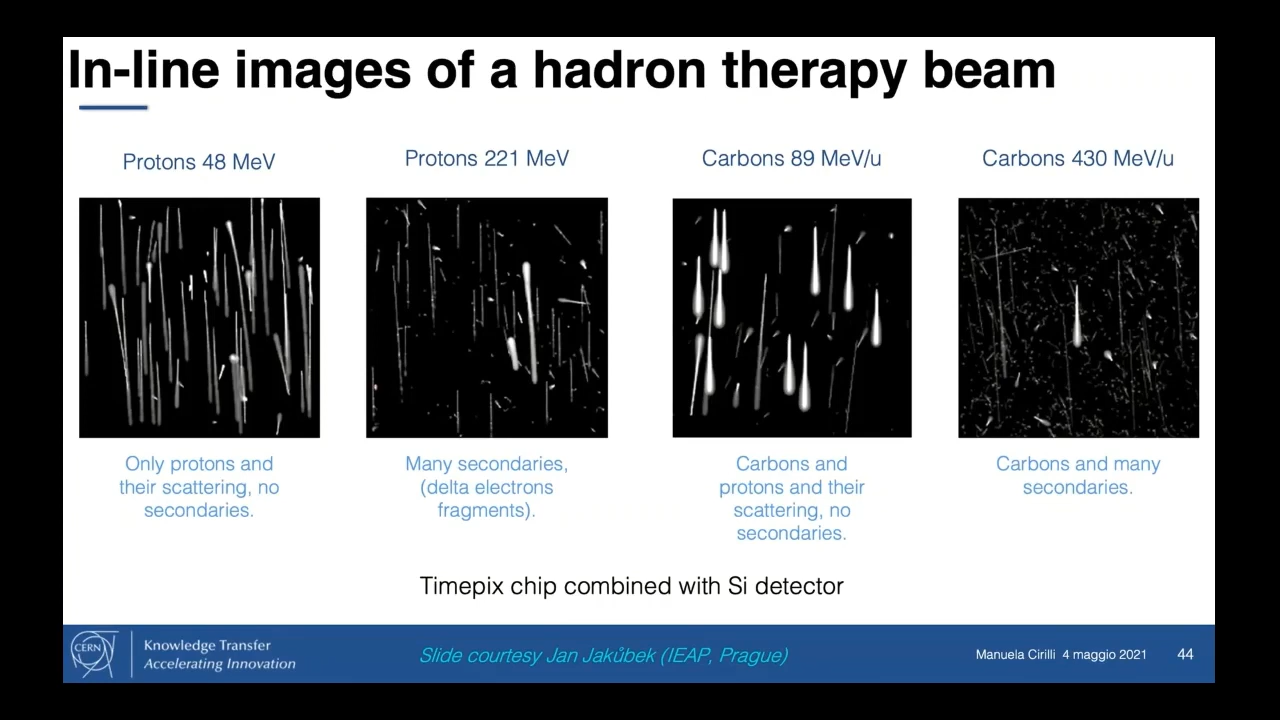 In-line images of a hadron therapy beam
Protons 48 MeV
Protons 221 MeV
Carbons 89 MeV/u
Carbons 430 MeV/u
Only protons and
their scattering, no
secondaries.
Many secondaries,
(delta electrons
fragments).
Carbons and
protons and their
scattering, no
secondaries.
Carbons and many
secondaries.
Timepix chip combined with Si detector
CERN
Knowledge Transfer
Accelerating Innovation
Slide courtesy Jan Jakůbek (IEAP, Prague)
Manuela Cirilli 4 maggio 2021
44